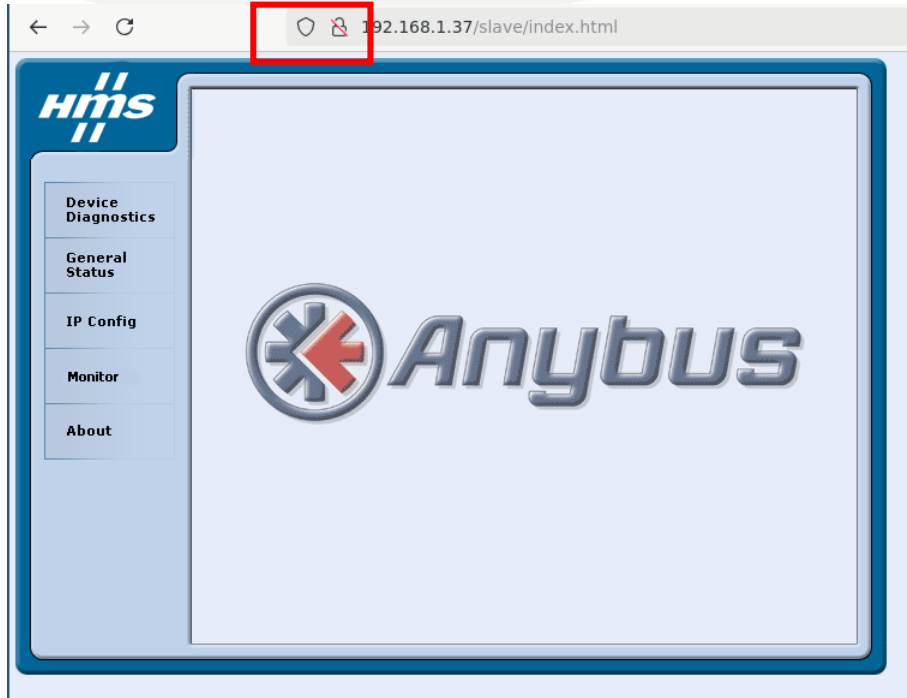 192.168.1.37/slave/index.html
HMS
Device
Diagnostics
General
Status
IP Config
Monitor
About
Anybus